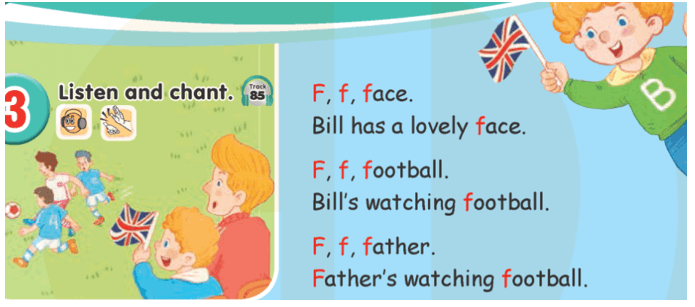 3
Listen and chant.
Track
85
F, f, face.
Bill has a lovely face.
F, f, football.
Bill's watching football.
F, f, father.
Father's watching football.
B